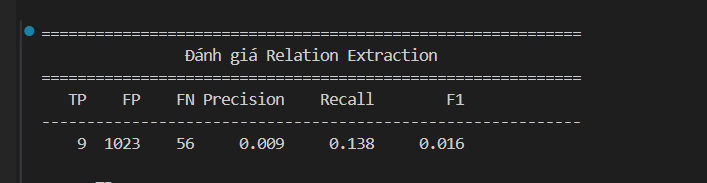 ============================================================
Đánh giá Relation Extraction
============================================================
TP FP FN Precision Recall F1
------------------------------------------------------------
9 1023 56 0.009 0.138 0.016